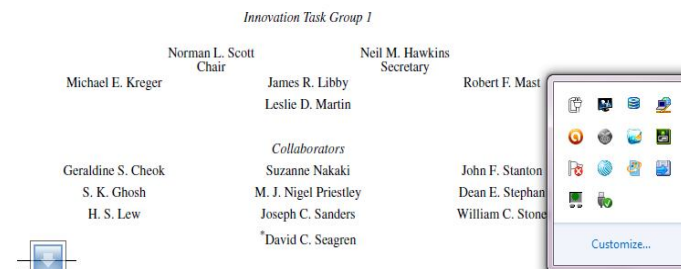 Innovation Task Group 1
Norman L. Scott Neil M. Hawkins
Chair Secretary
Michael E. Kreger James R. Libby Robert F. Mast
Leslie D. Martin
Collaborators
Geraldine S. Cheok Suzanne Nakaki John F. Stanton
S. K. Ghosh M. J. Nigel Priestley Dean E. Stephan
H. S. Lew Joseph C. Sanders William C. Stone
*David C. Seagren
Customize...